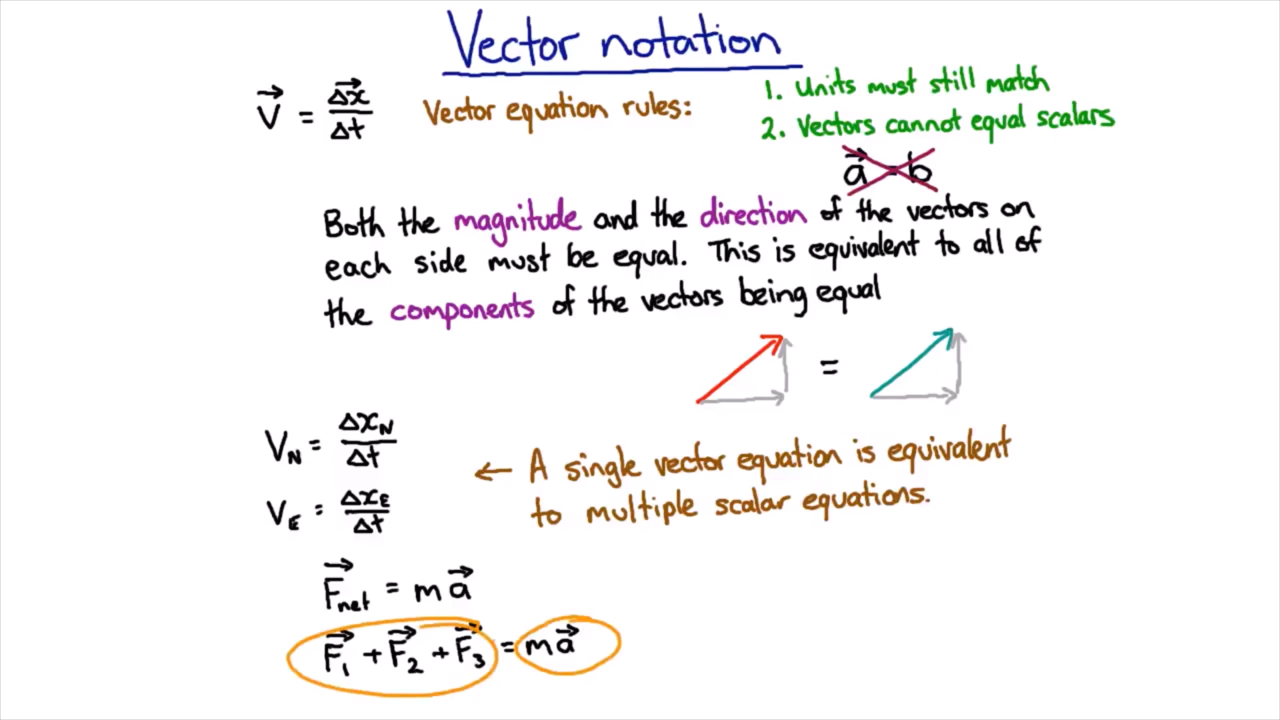 Vector notation
V⃗ = Δx⃗/Δt
Vector equation rules:
1. Units must still match
2. Vectors cannot equal scalars
a⃗ = b
Both the magnitude and the direction of the vectors on
each side must be equal. This is equivalent to all of
the components of the vectors being equal
=
V_N = Δx_N/Δt
V_E = Δx_E/Δt
← A single vector equation is equivalent
to multiple scalar equations.
F⃗_net = ma⃗
F⃗_1 + F⃗_2 + F⃗_3 = ma⃗